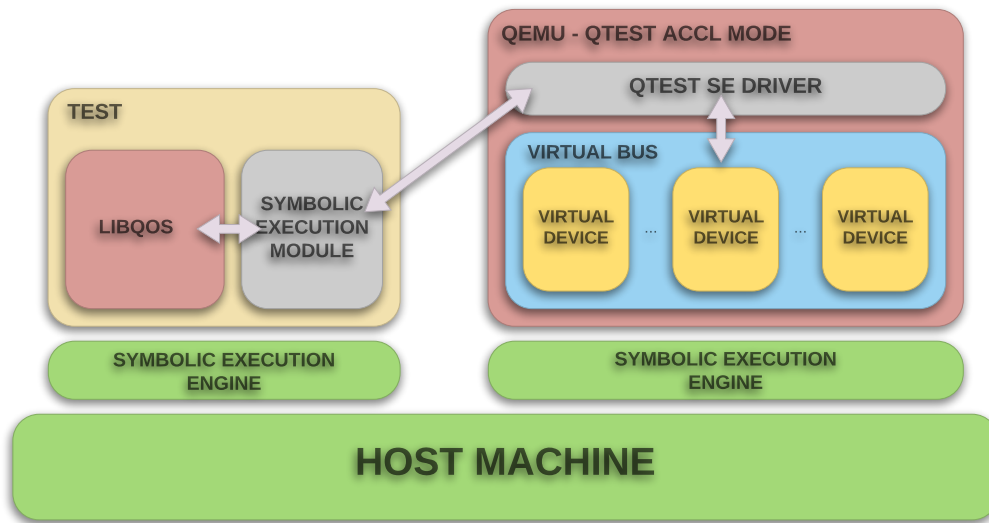 QEMU - QTEST ACCL MODE
QTEST SE DRIVER
TEST
VIRTUAL BUS
LIBQOS
SYMBOLIC
EXECUTION
MODULE
VIRTUAL
DEVICE
...
VIRTUAL
DEVICE
...
VIRTUAL
DEVICE
SYMBOLIC EXECUTION
ENGINE
SYMBOLIC EXECUTION
ENGINE
HOST MACHINE